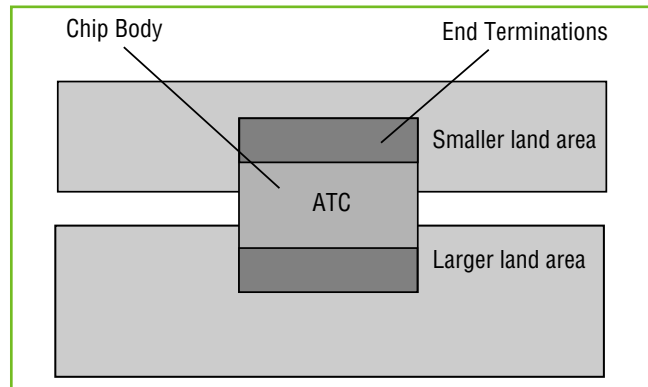 Chip Body
End Terminations
Smaller land area
ATC
Larger land area